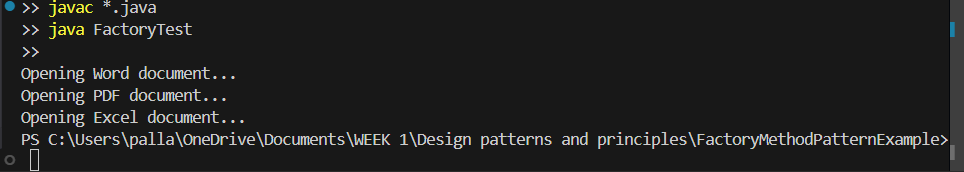 >> javac *.java
>> java FactoryTest
>>
Opening Word document...
Opening PDF document...
Opening Excel document...
PS C:\Users\palla\OneDrive\Documents\WEEK 1\Design patterns and principles\FactoryMethodPatternExample>